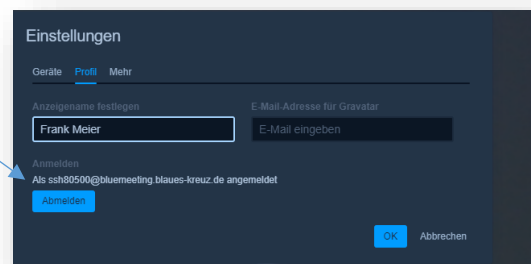 Einstellungen
Geräte Profil Mehr
Anzeigename festlegen E-Mail-Adresse für Gravatar
Frank Meier E-Mail eingeben
Anmelden
Als ssh80500@bluemeeting.blaues-kreuz.de angemeldet
Abmelden
OK Abbrechen